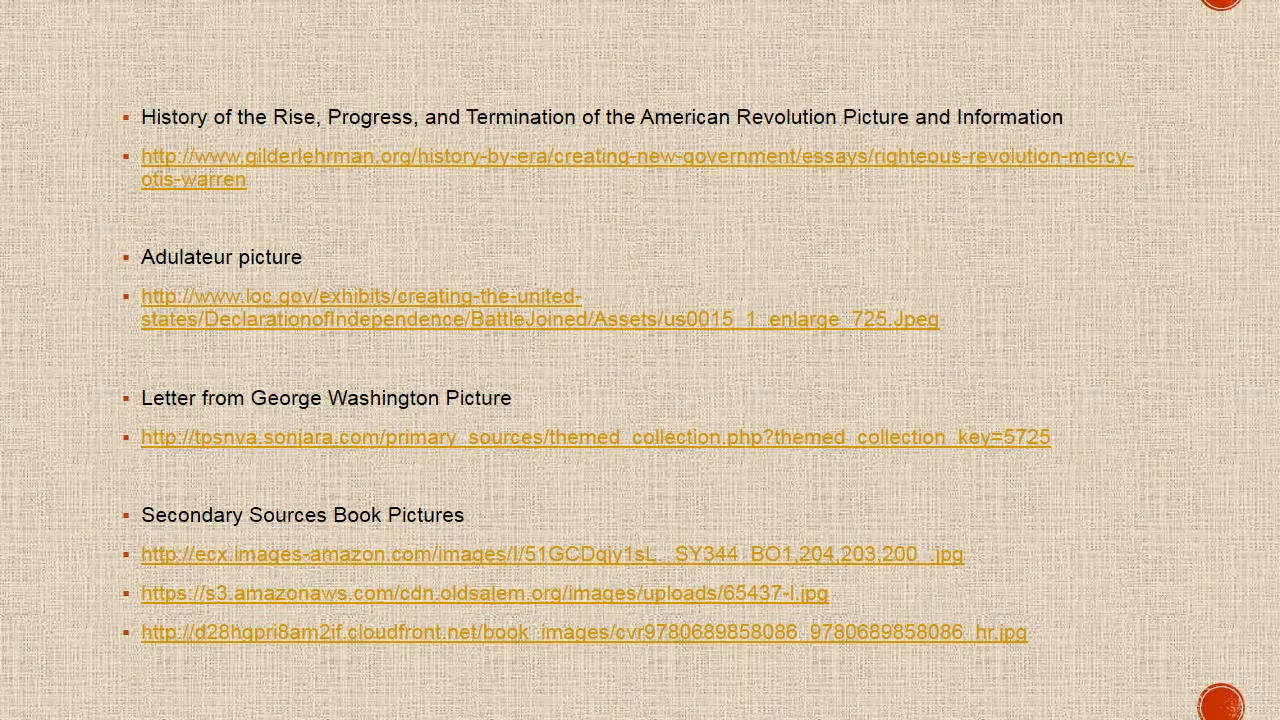 History of the Rise, Progress, and Termination of the American Revolution Picture and Information
http://www.gilderlehrman.org/history-by-era/creating-new-government/essays/righteous-revolution-mercy-
otis-warren
Adulateur picture
http://www.loc.gov/exhibits/creating-the-united-
states/DeclarationofIndependence/BattleJoined/Assets/us0015_1_enlarge_725.Jpeg
Letter from George Washington Picture
http://tpsnva.sonjara.com/primary_sources/themed_collection.php?themed_collection_key=5725
Secondary Sources Book Pictures
http://ecx.images-amazon.com/images/I/51GCDqjy1sL._SY344_BO1,204,203,200_.jpg
https://s3.amazonaws.com/cdn.oldsalem.org/images/uploads/65437-l.jpg
http://d28hgpri8am2if.cloudfront.net/book_images/cvr9780689858086_9780689858086_hr.jpg